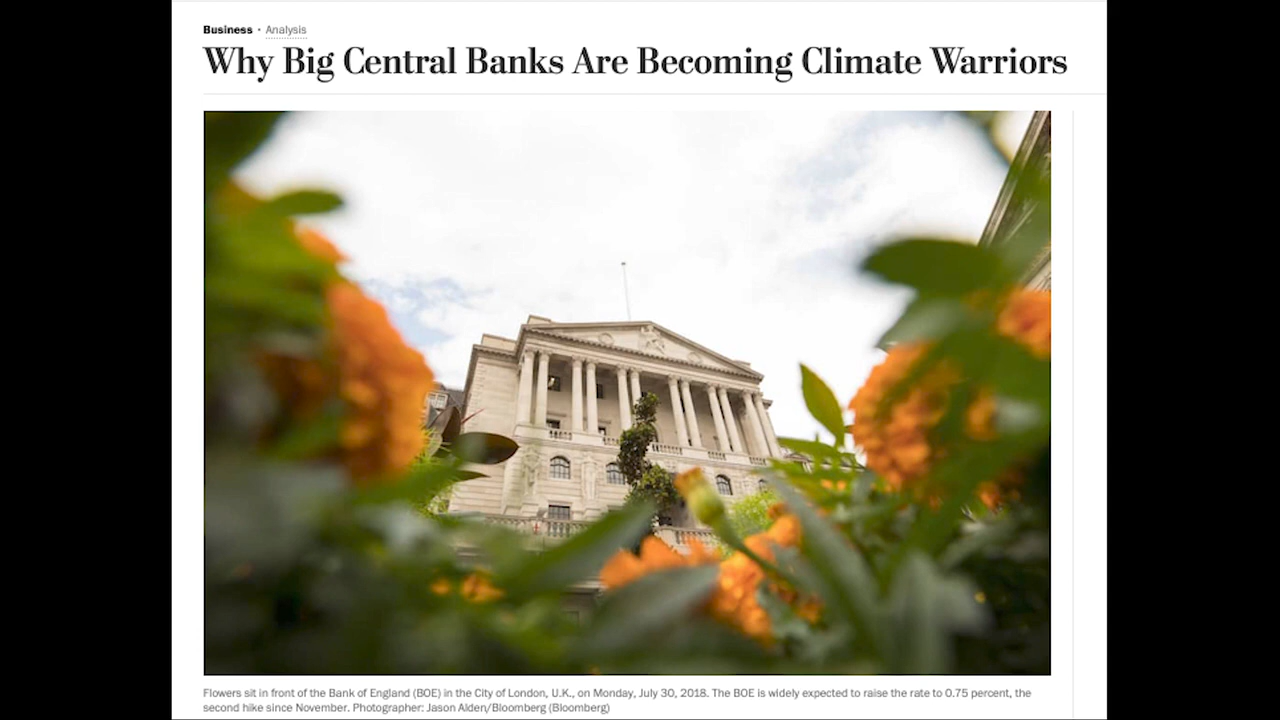 Business • Analysis
Why Big Central Banks Are Becoming Climate Warriors
Flowers sit in front of the Bank of England (BOE) in the City of London, U.K., on Monday, July 30, 2018. The BOE is widely expected to raise the rate to 0.75 percent, the
second hike since November. Photographer: Jason Alden/Bloomberg (Bloomberg)